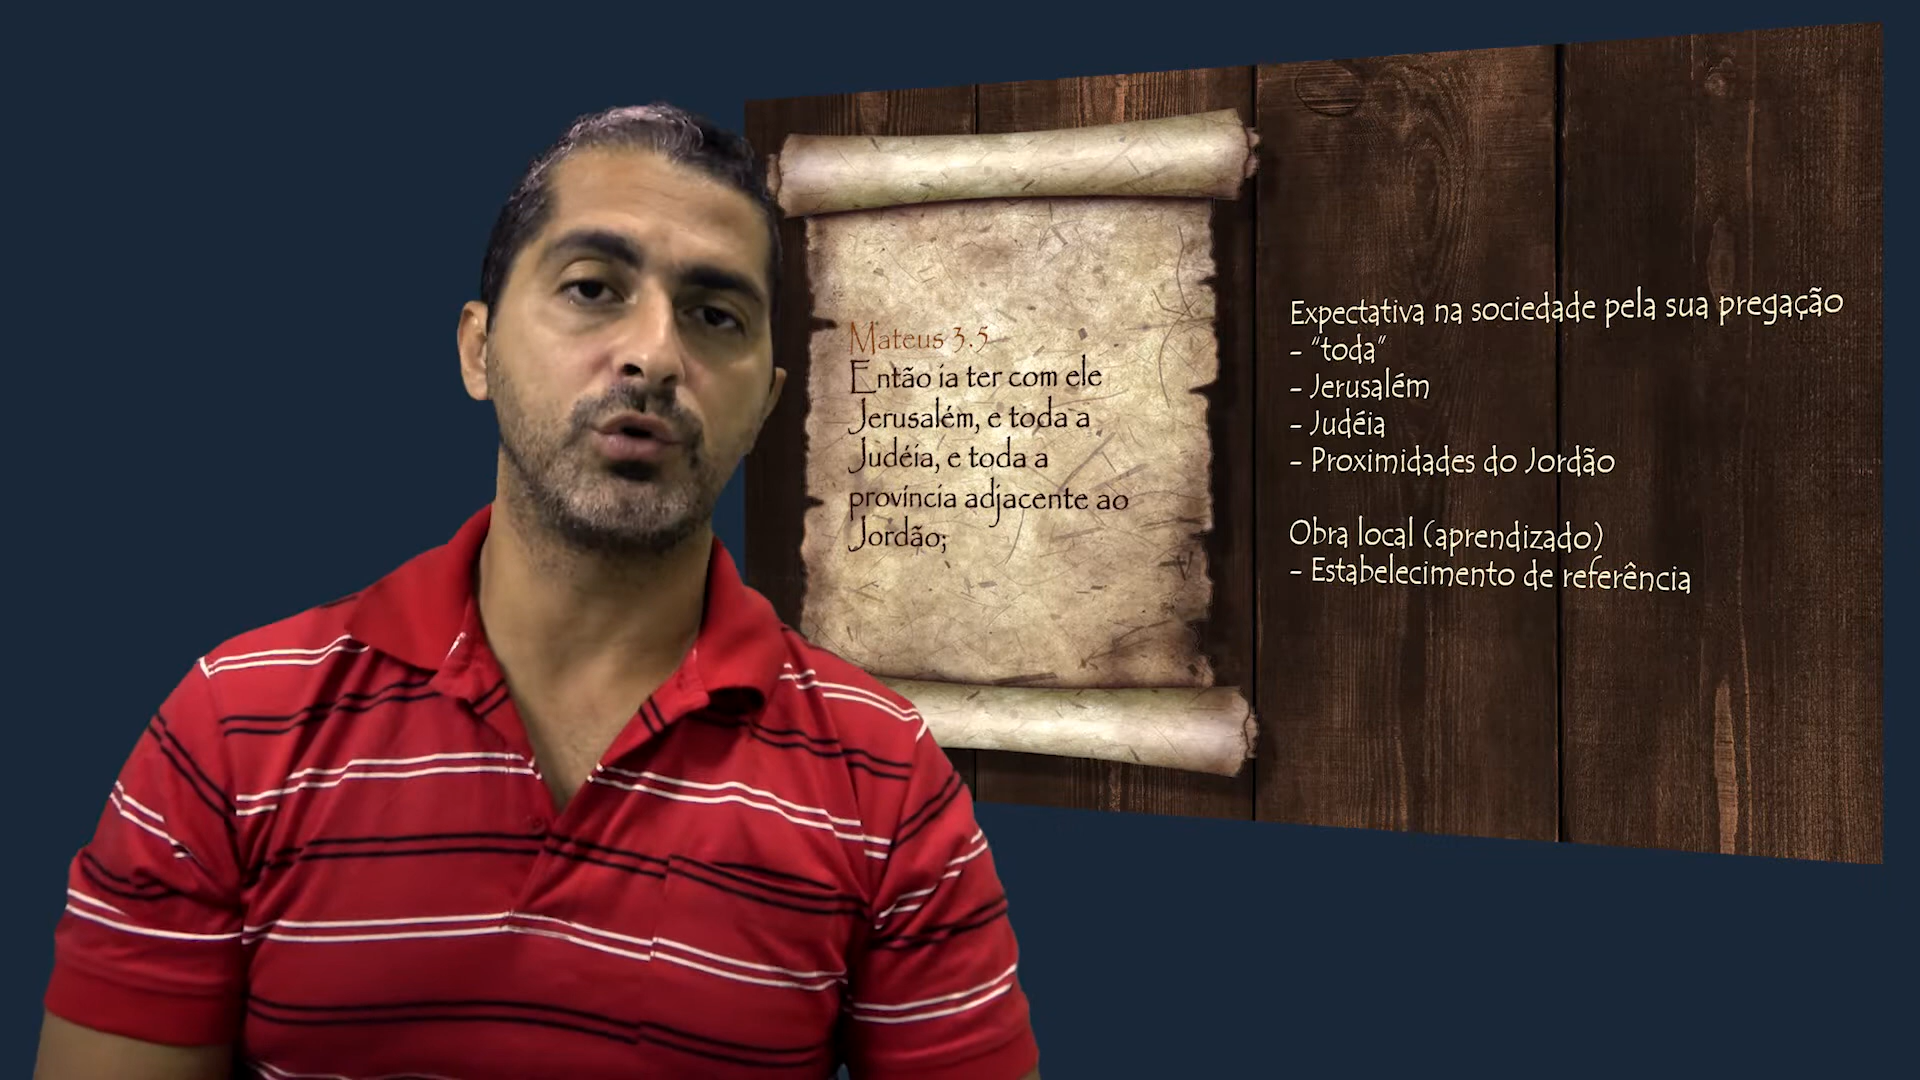 Mateus 3.5
Então ia ter com ele
Jerusalém, e toda a
Judéia, e toda a
província adjacente ao
Jordão;
Expectativa na sociedade pela sua pregação
- "toda"
- Jerusalém
- Judéia
- Proximidades do Jordão
Obra local (aprendizado)
- Estabelecimento de referência